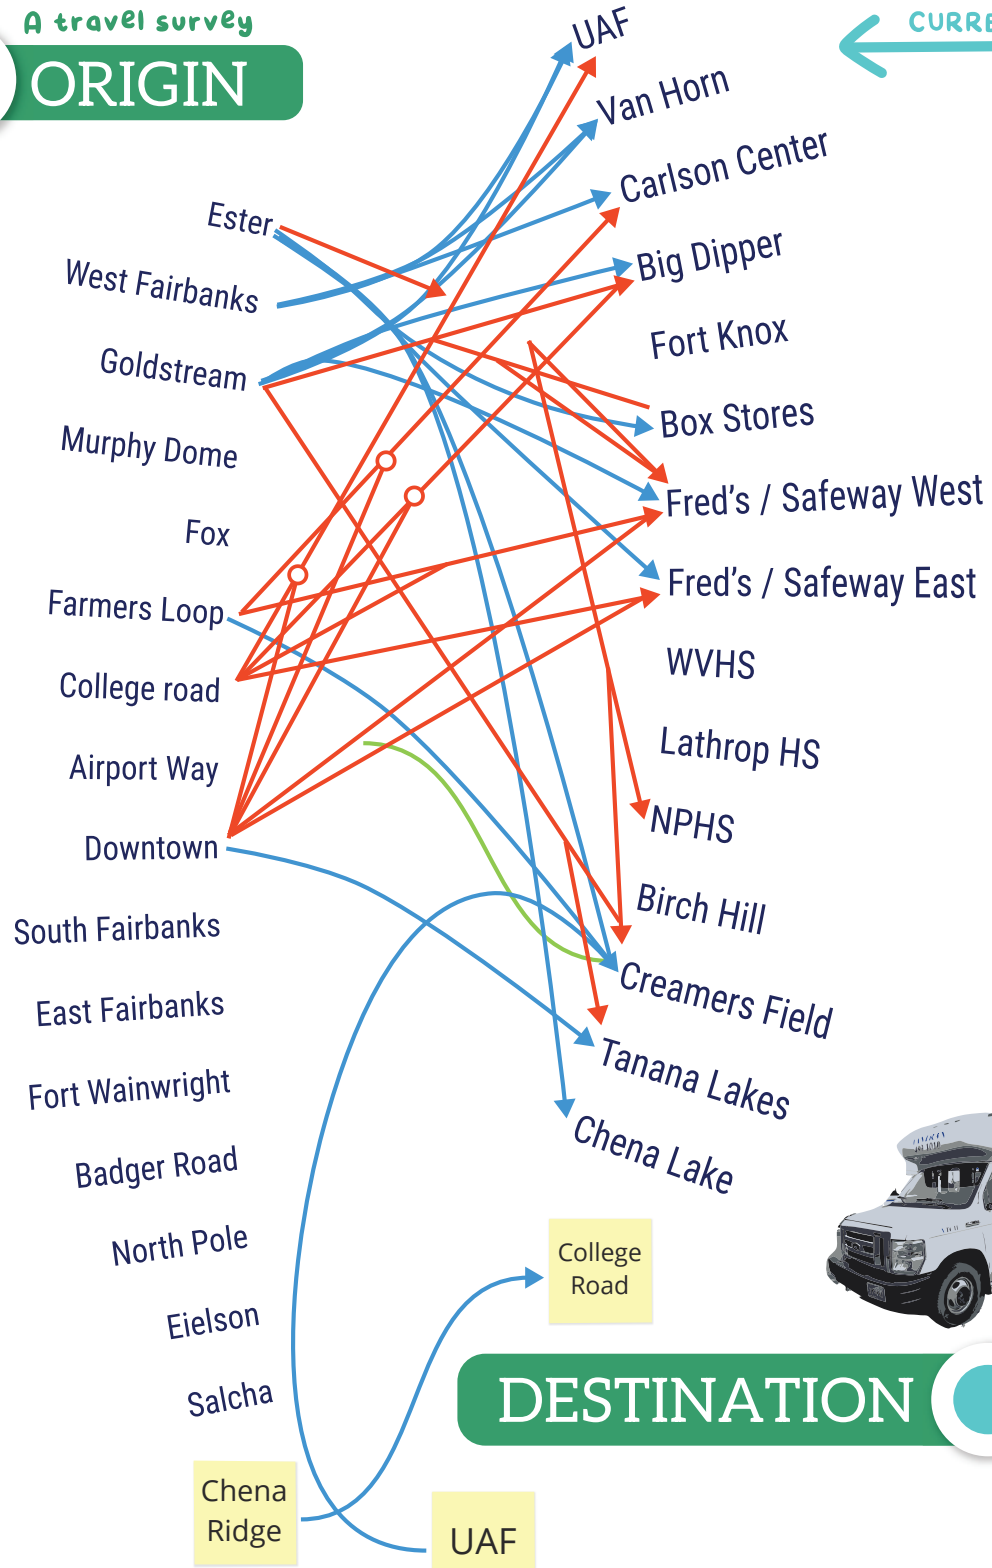 A travel survey
ORIGIN
CURRE
Ester
West Fairbanks
Goldstream
Murphy Dome
Fox
Farmers Loop
College road
Airport Way
Downtown
South Fairbanks
East Fairbanks
Fort Wainwright
Badger Road
North Pole
Eielson
Salcha
Chena
Ridge
UAF
UAF
Van Horn
Carlson Center
Big Dipper
Fort Knox
Box Stores
Fred's / Safeway West
Fred's / Safeway East
WVHS
Lathrop HS
NPHS
Birch Hill
Creamers Field
Tanana Lakes
Chena Lake
College
Road
DESTINATION